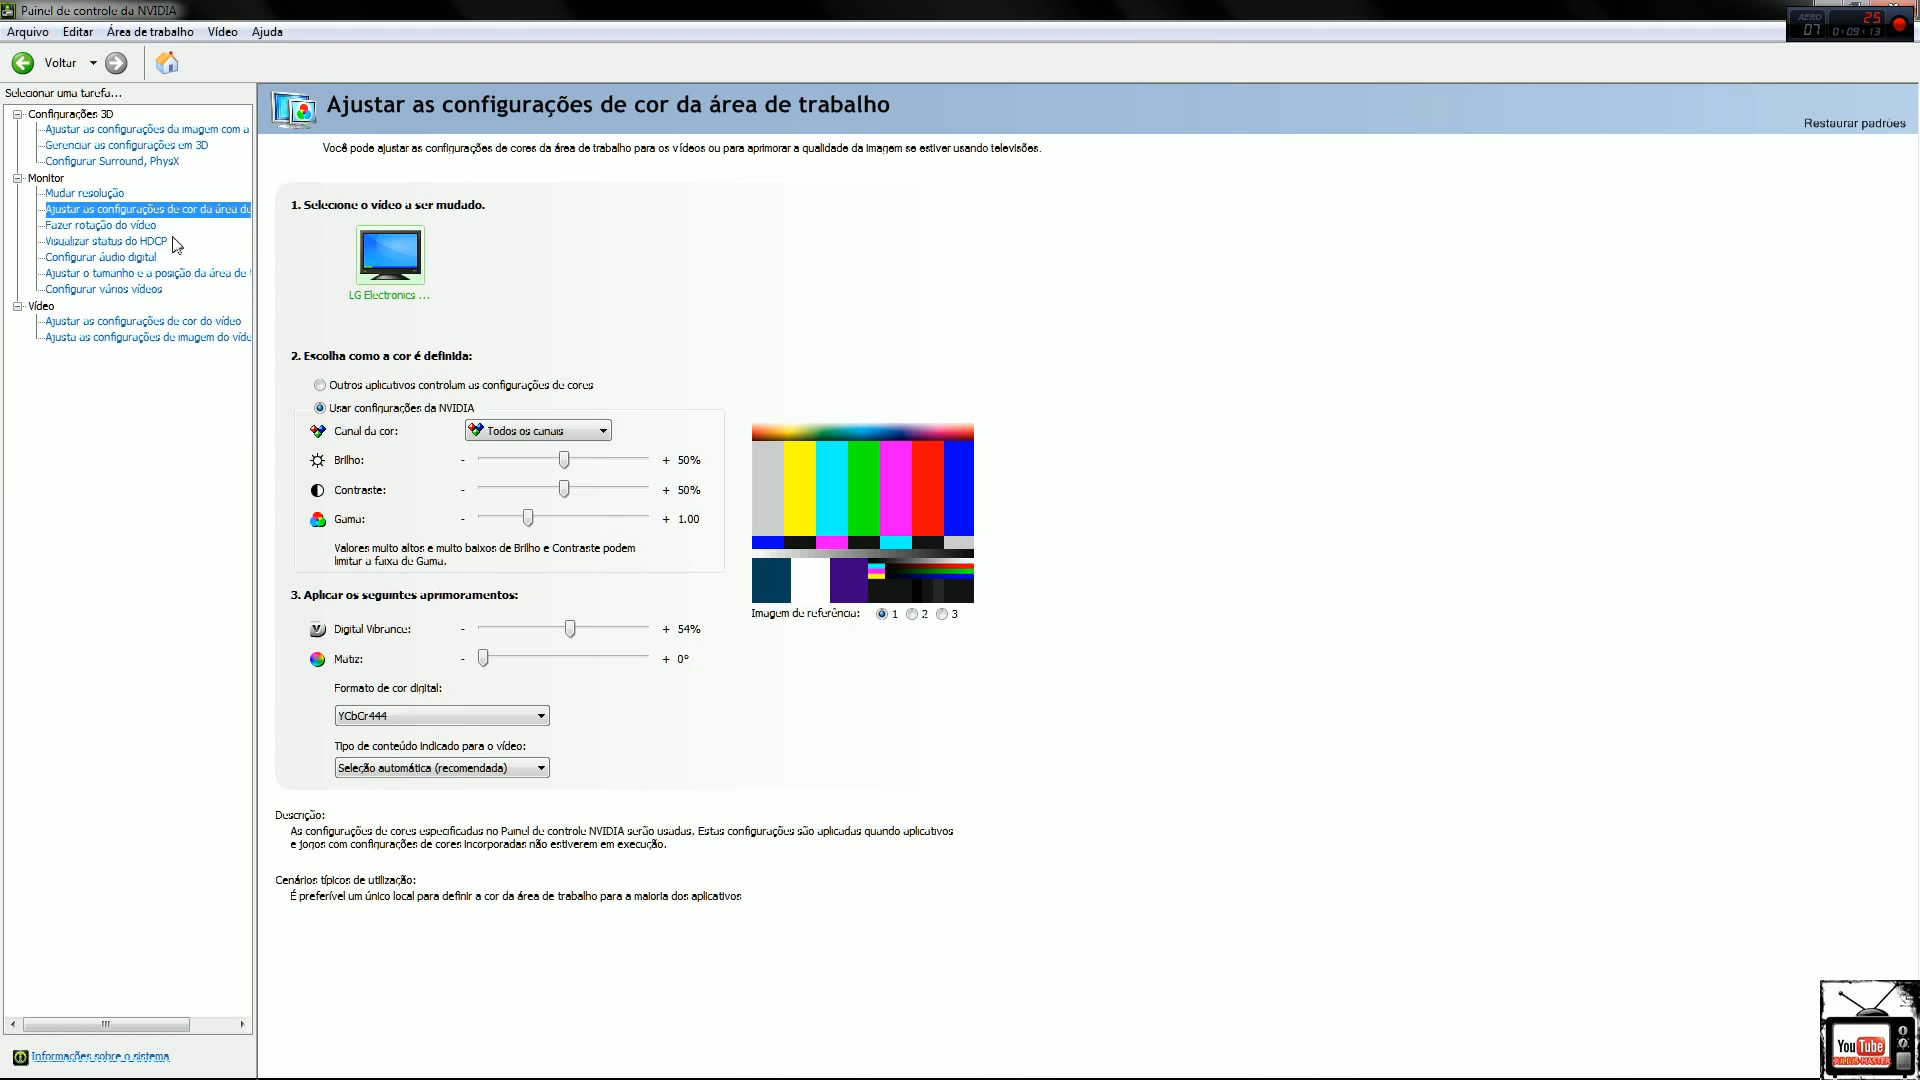 Painel de controle da NVIDIA
Arquivo Editar Área de trabalho Vídeo Ajuda
AERO 25
07 0:09:13
Voltar
Selecionar uma tarefa...
Configurações 3D
Ajustar as configurações da imagem com a
Gerenciar as configurações em 3D
Configurar Surround, PhysX
Monitor
Mudar resolução
Ajustar as configurações de cor da área de
Fazer rotação do vídeo
Visualizar status do HDCP
Configurar áudio digital
Ajustar o tamanho e a posição da área de t
Configurar vários vídeos
Vídeo
Ajustar as configurações de cor do vídeo
Ajusta as configurações de imagem do víde
Informações sobre o sistema
Ajustar as configurações de cor da área de trabalho
Restaurar padrões
Você pode ajustar as configurações de cores da área de trabalho para os vídeos ou para aprimorar a qualidade da imagem se estiver usando televisões.
1. Selecione o vídeo a ser mudado.
LG Electronics ...
2. Escolha como a cor é definida:
Outros aplicativos controlam as configurações de cores
Usar configurações da NVIDIA
Canal da cor: Todos os canais
Brilho: - + 50%
Contraste: - + 50%
Gama: - + 1.00
Valores muito altos e muito baixos de Brilho e Contraste podem
limitar a faixa de Gama.
3. Aplicar os seguintes aprimoramentos:
Digital Vibrance: - + 54%
Matiz: - + 0°
Formato de cor digital:
YCbCr444
Tipo de conteúdo indicado para o vídeo:
Seleção automática (recomendada)
Imagem de referência: 1 2 3
Descrição:
As configurações de cores especificadas no Painel de controle NVIDIA serão usadas. Estas configurações são aplicadas quando aplicativos
e jogos com configurações de cores incorporadas não estiverem em execução.
Cenários típicos de utilização:
É preferível um único local para definir a cor da área de trabalho para a maioria dos aplicativos
You Tube